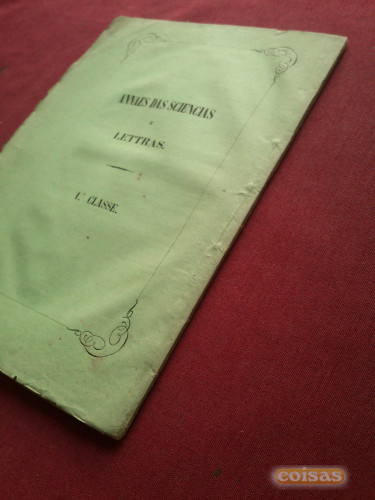 ANNAES DAS SCIENCIAS
E
LETTRAS.
1.ª CLASSE.
coisas